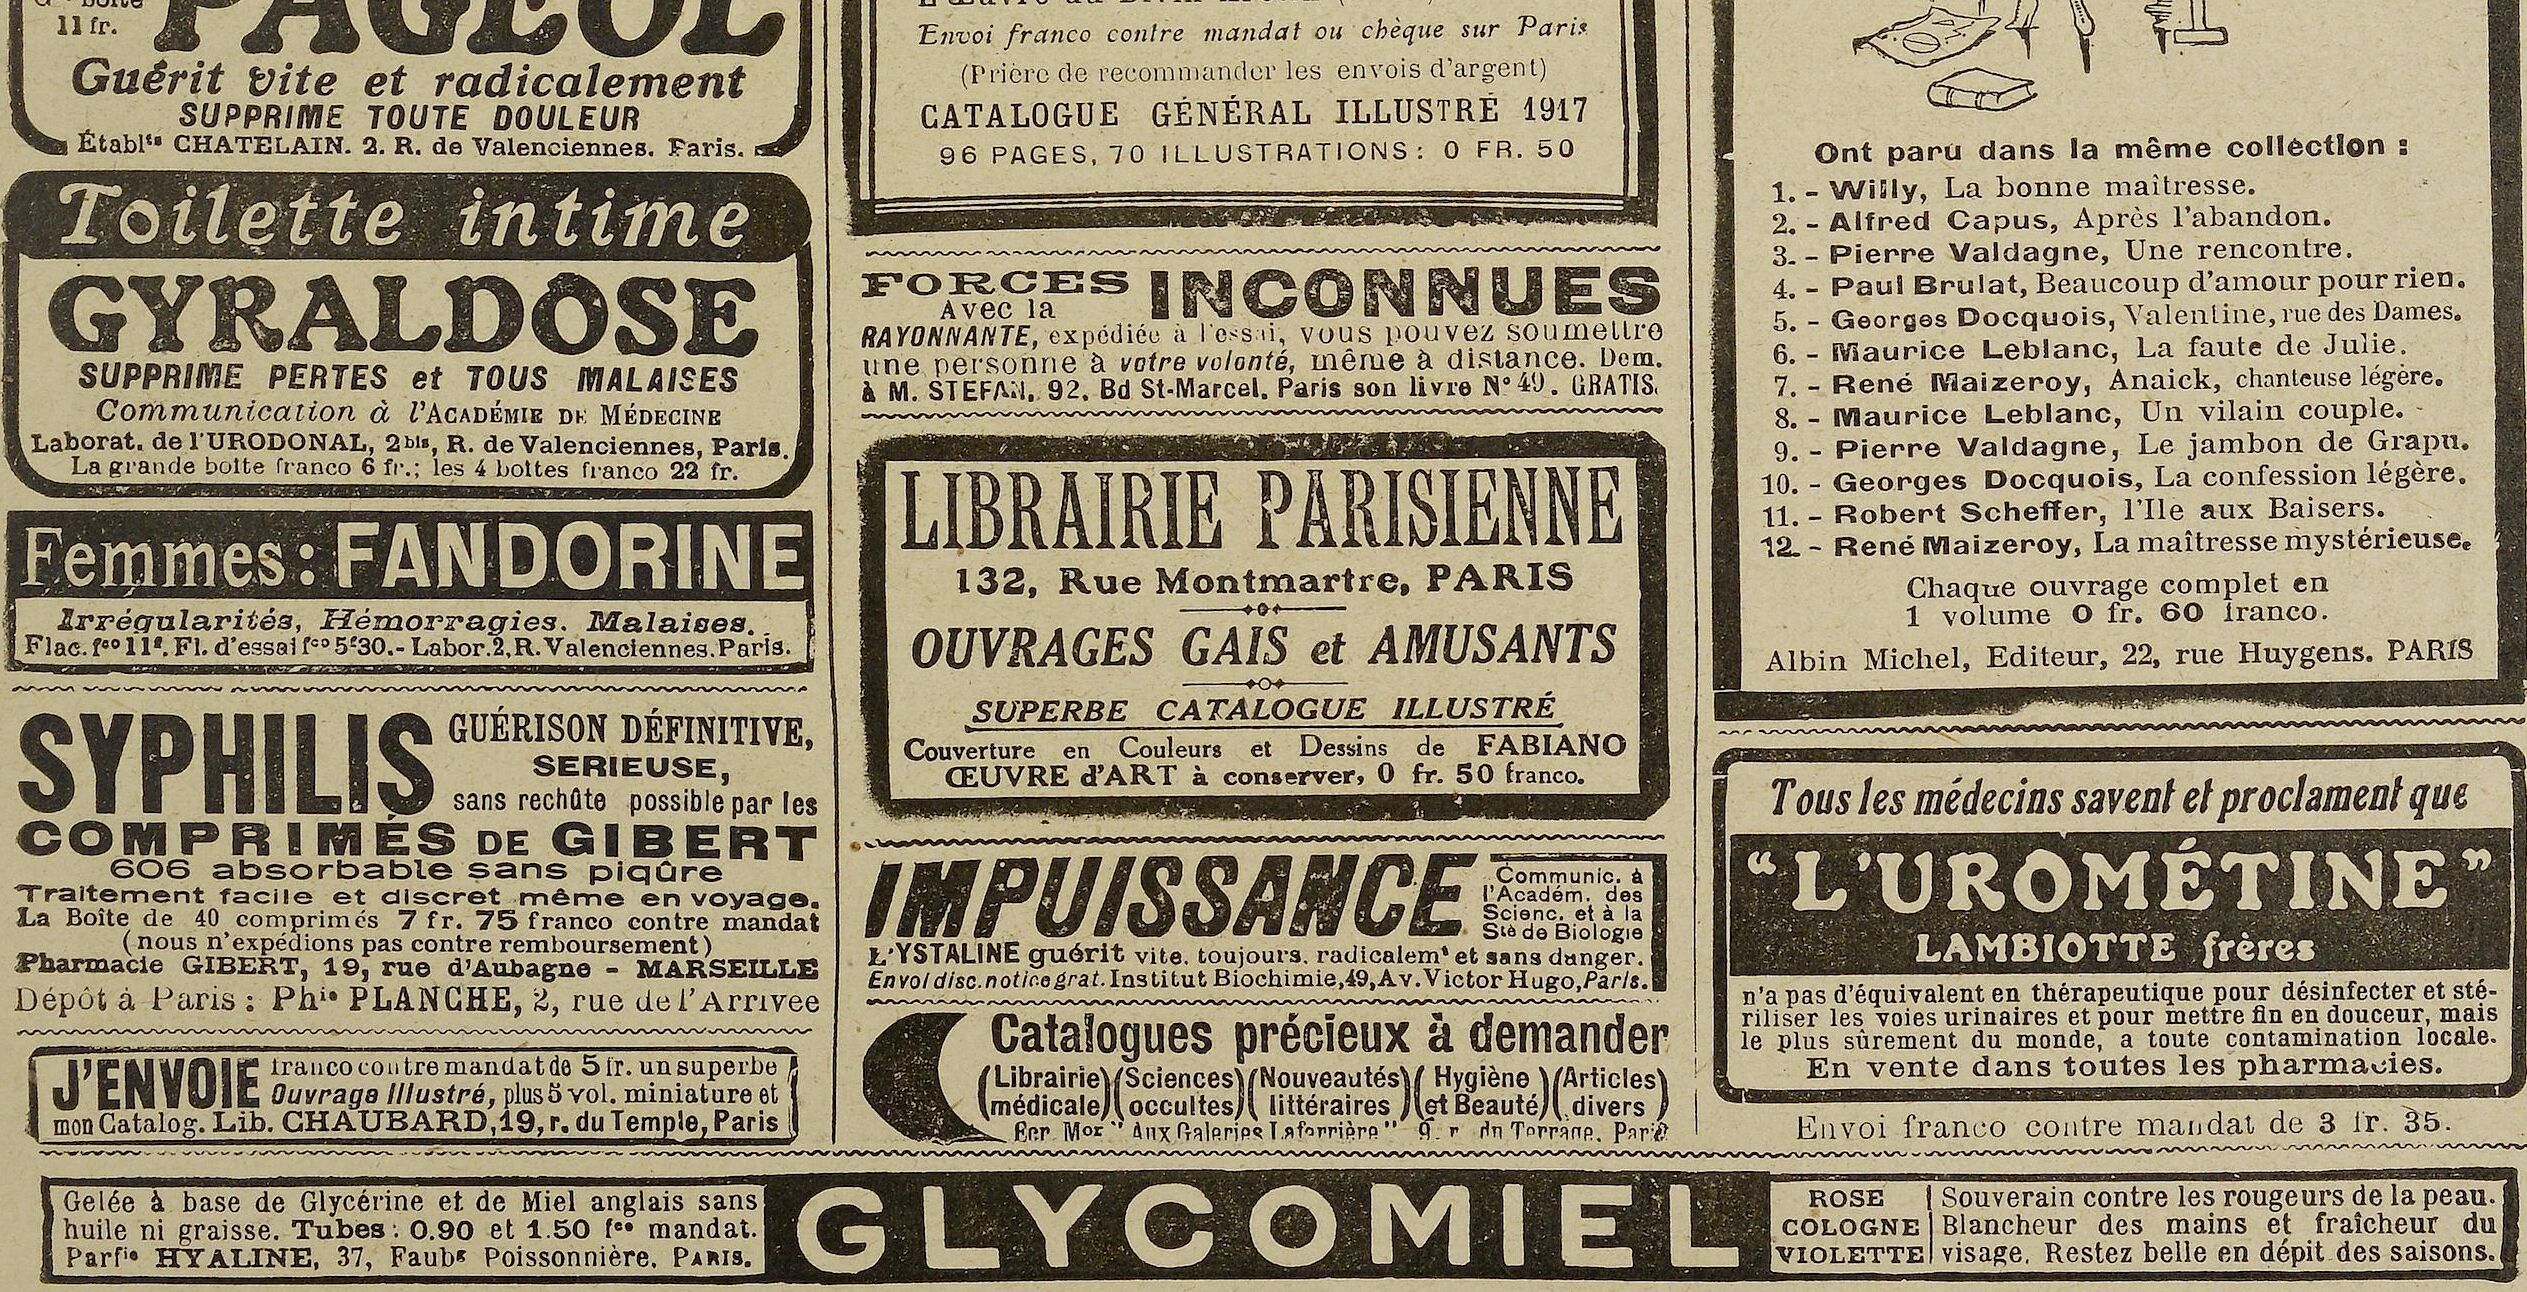 11 fr.
PAGÉOL
Guérit vite et radicalement
SUPPRIME TOUTE DOULEUR
Établts CHATELAIN. 2. R. de Valenciennes. Paris.
Toilette intime
GYRALDOSE
SUPPRIME PERTES et TOUS MALAISES
Communication à l'ACADÉMIE DE MÉDECINE
Laborat. de l'URODONAL, 2bis, R. de Valenciennes, Paris.
La grande boîte franco 6 fr.; les 4 boîtes franco 22 fr.
Femmes: FANDORINE
Irrégularités, Hémorragies. Malaises.
Flac. fco 11f. Fl. d'essai fco 5f30.- Labor. 2, R. Valenciennes. Paris.
SYPHILIS GUÉRISON DÉFINITIVE,
SERIEUSE,
sans rechûte possible par les
COMPRIMÉS DE GIBERT
606 absorbable sans piqûre
Traitement facile et discret même en voyage.
La Boîte de 40 comprimés 7 fr. 75 franco contre mandat
(nous n'expédions pas contre remboursement)
Pharmacie GIBERT, 19, rue d'Aubagne - MARSEILLE
Dépôt à Paris : Phie PLANCHE, 2, rue de l'Arrivee
J'ENVOIE franco contre mandat de 5 fr. un superbe
Ouvrage Illustré, plus 5 vol. miniature et
mon Catalog. Lib. CHAUBARD, 19, r. du Temple, Paris
Envoi franco contre mandat ou chèque sur Paris
(Prière de recommander les envois d'argent)
CATALOGUE GÉNÉRAL ILLUSTRÉ 1917
96 PAGES, 70 ILLUSTRATIONS: 0 FR. 50
FORCES INCONNUES
Avec la
RAYONNANTE, expédiée à l'essai, vous pouvez soumettre
une personne à votre volonté, même à distance. Dem.
à M. STEFAN, 92, Bd St-Marcel, Paris son livre N° 49. GRATIS.
LIBRAIRIE PARISIENNE
132, Rue Montmartre, PARIS
OUVRAGES GAIS et AMUSANTS
SUPERBE CATALOGUE ILLUSTRÉ
Couverture en Couleurs et Dessins de FABIANO
ŒUVRE d'ART à conserver, 0 fr. 50 franco.
IMPUISSANCE
Communic. à
l'Académ. des
Scienc. et à la
Sté de Biologie
L'YSTALINE guérit vite, toujours, radicalemt et sans danger.
Envoi disc. notice grat. Institut Biochimie, 49, Av. Victor Hugo, Paris.
Catalogues précieux à demander
(Librairie médicale) (Sciences occultes) (Nouveautés littéraires) (Hygiène et Beauté) (Articles divers)
Ecr. Mor "Aux Galeries Laferrière" 9, r. du Terrage, Paris
Ont paru dans la même collection :
1. - Willy, La bonne maîtresse.
2. - Alfred Capus, Après l'abandon.
3. - Pierre Valdagne, Une rencontre.
4. - Paul Brulat, Beaucoup d'amour pour rien.
5. - Georges Docquois, Valentine, rue des Dames.
6. - Maurice Leblanc, La faute de Julie.
7. - René Maizeroy, Anaick, chanteuse légère.
8. - Maurice Leblanc, Un vilain couple.
9. - Pierre Valdagne, Le jambon de Grapu.
10. - Georges Docquois, La confession légère.
11. - Robert Scheffer, l'Ile aux Baisers.
12. - René Maizeroy, La maîtresse mystérieuse.
Chaque ouvrage complet en
1 volume 0 fr. 60 franco.
Albin Michel, Editeur, 22, rue Huygens. PARIS
Tous les médecins savent et proclament que
"L'UROMÉTINE"
LAMBIOTTE frères
n'a pas d'équivalent en thérapeutique pour désinfecter et sté-
riliser les voies urinaires et pour mettre fin en douceur, mais
le plus sûrement du monde, a toute contamination locale.
En vente dans toutes les pharmacies.
Envoi franco contre mandat de 3 fr. 35.
Gelée à base de Glycérine et de Miel anglais sans
huile ni graisse. Tubes : 0.90 et 1.50 fco mandat.
Parfie HYALINE, 37, Faubg Poissonnière, PARIS.
GLYCOMIEL
ROSE
COLOGNE
VIOLETTE
Souverain contre les rougeurs de la peau.
Blancheur des mains et fraîcheur du
visage. Restez belle en dépit des saisons.